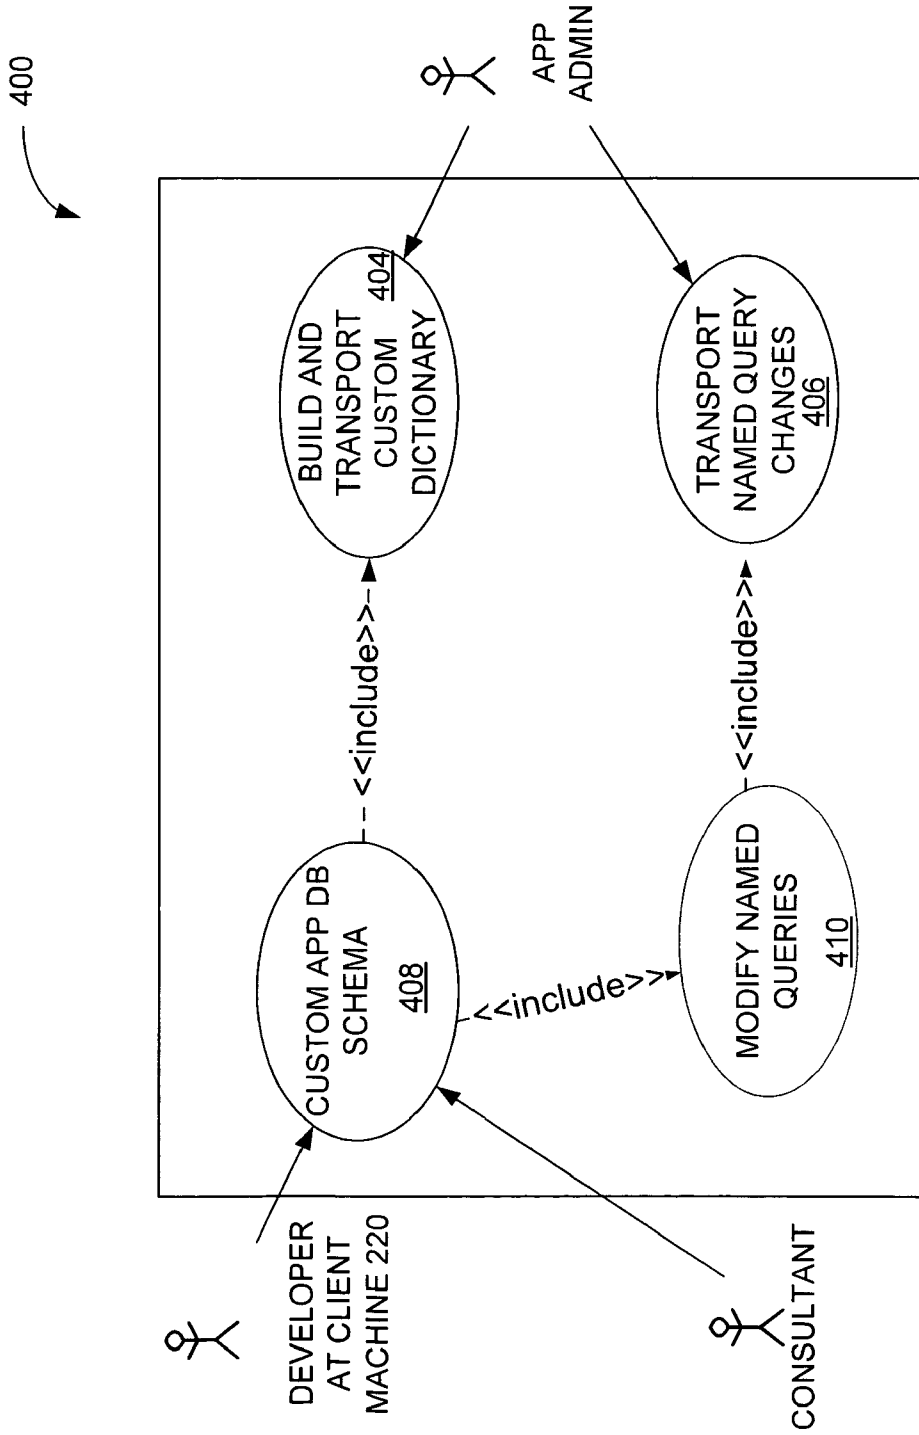 400
DEVELOPER
AT CLIENT
MACHINE 220
CUSTOM APP DB
SCHEMA
408
<<include>>
BUILD AND
TRANSPORT
CUSTOM
DICTIONARY
404
APP
ADMIN
<<include>>
CONSULTANT
MODIFY NAMED
QUERIES
410
<<include>>
TRANSPORT
NAMED QUERY
CHANGES
406